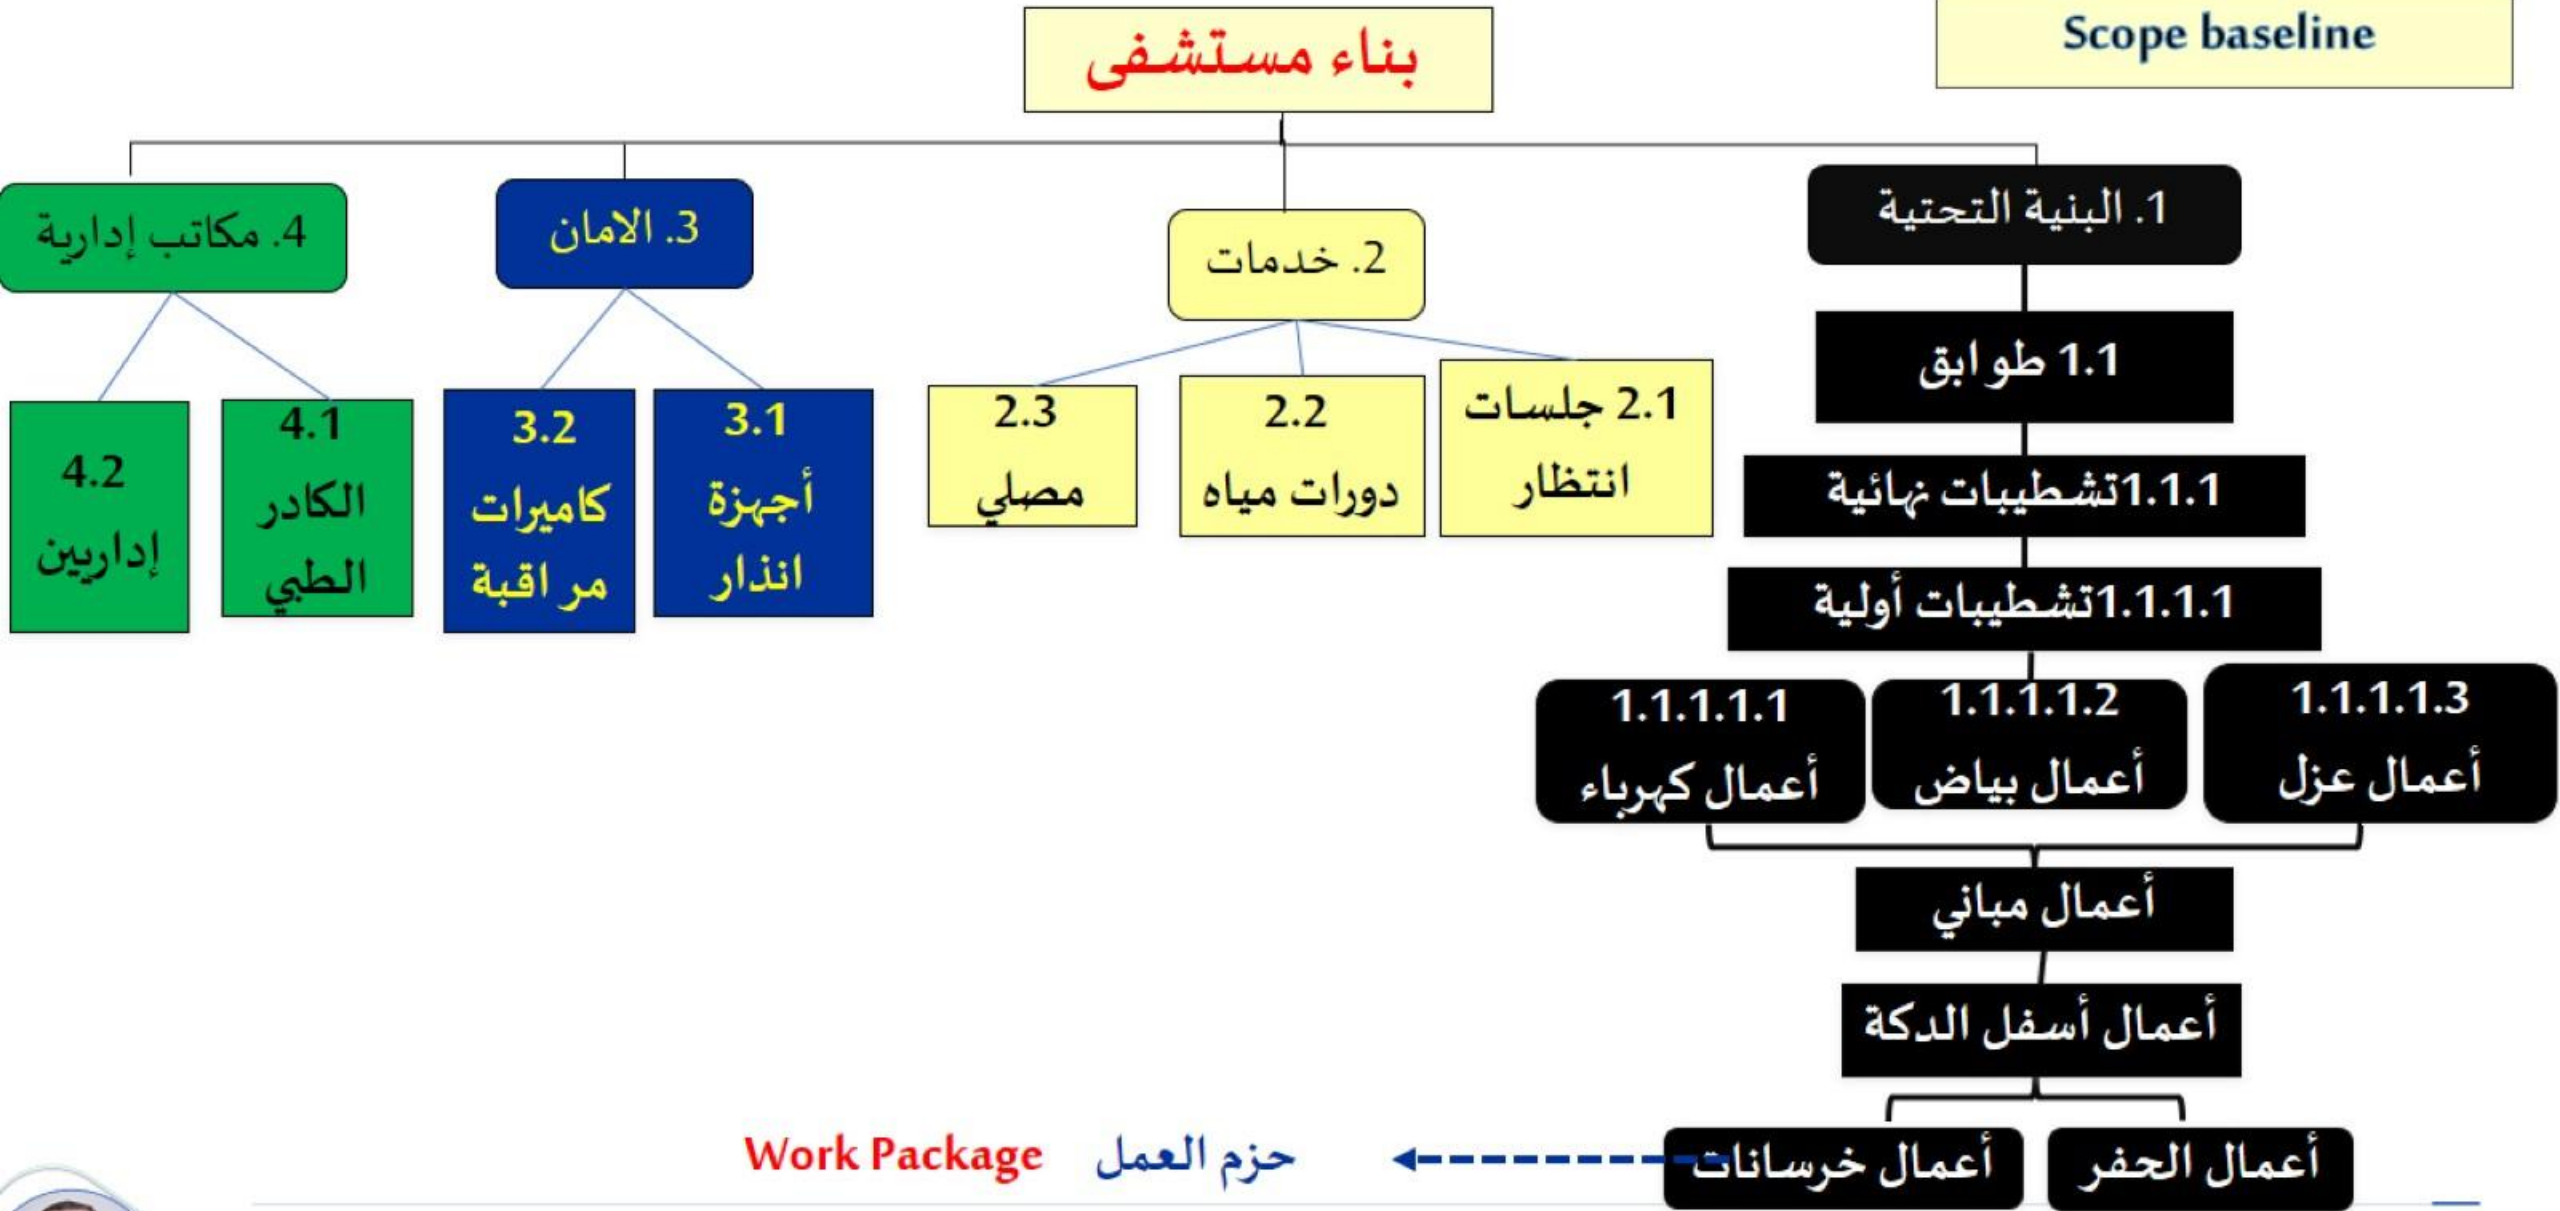 Scope baseline
بناء مستشفى
1. البنية التحتية
2. خدمات
3. الامان
4. مكاتب إدارية
1.1 طوابق
1.1.1تشطيبات نهائية
1.1.1.1تشطيبات أولية
1.1.1.1.3
أعمال عزل
1.1.1.1.2
أعمال بياض
1.1.1.1.1
أعمال كهرباء
أعمال مباني
أعمال أسفل الدكة
أعمال الحفر
أعمال خرسانات
2.1 جلسات
انتظار
2.2
دورات مياه
2.3
مصلي
3.1
أجهزة
انذار
3.2
كاميرات
مراقبة
4.1
الكادر
الطبي
4.2
إداريين
حزم العمل Work Package